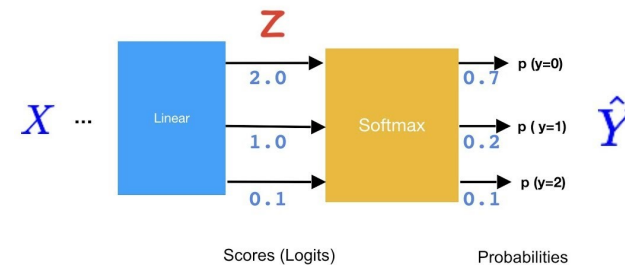 Z
2.0
0.7
p (y=0)
X
...
Linear
1.0
Softmax
0.2
p ( y=1)
Ŷ
0.1
0.1
p (y=2)
Scores (Logits)
Probabilities